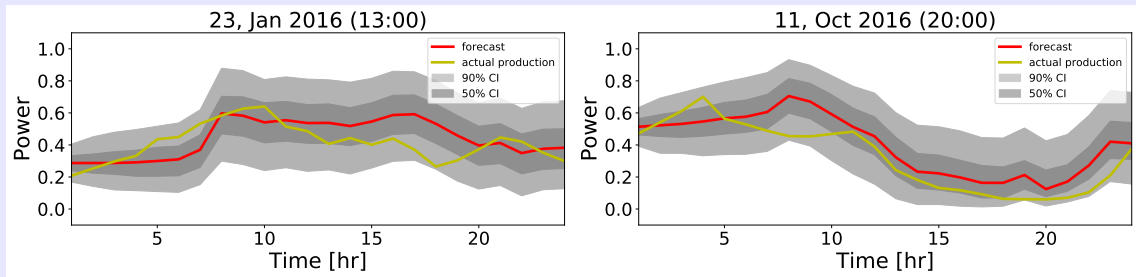 23, Jan 2016 (13:00)
1.0
0.8
0.6
0.4
0.2
0.0
Power
forecast
actual production
90% CI
50% CI
5
10
15
20
Time [hr]
11, Oct 2016 (20:00)
1.0
0.8
0.6
0.4
0.2
0.0
Power
forecast
actual production
90% CI
50% CI
5
10
15
20
Time [hr]